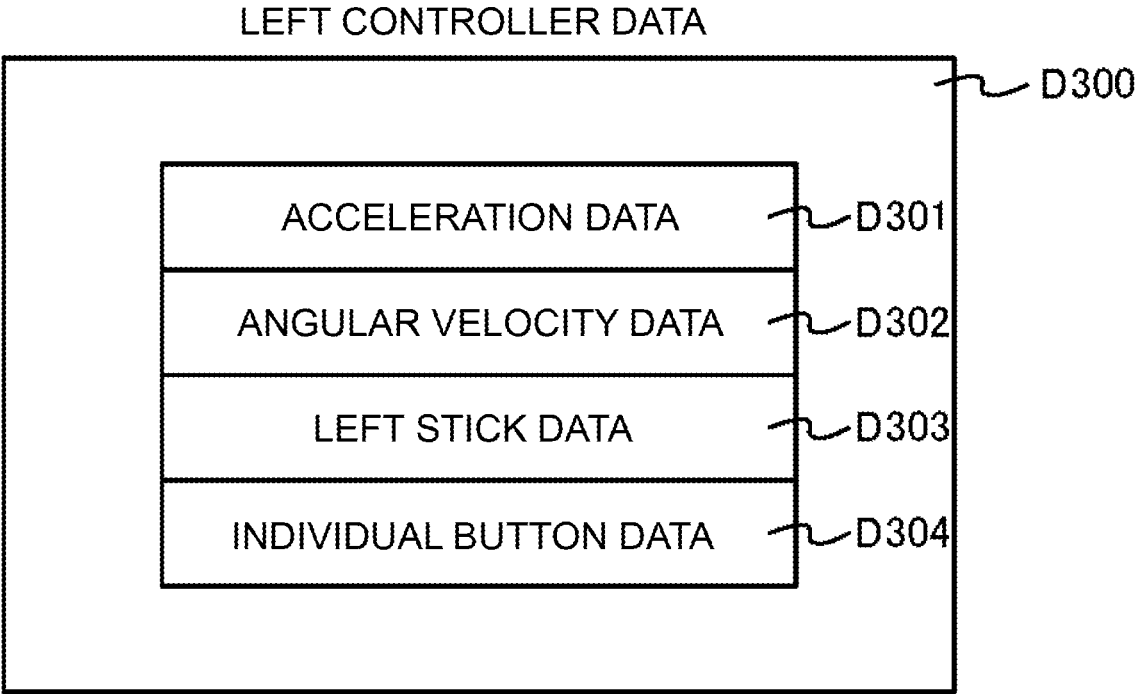 LEFT CONTROLLER DATA
D300
ACCELERATION DATA D301
ANGULAR VELOCITY DATA D302
LEFT STICK DATA D303
INDIVIDUAL BUTTON DATA D304